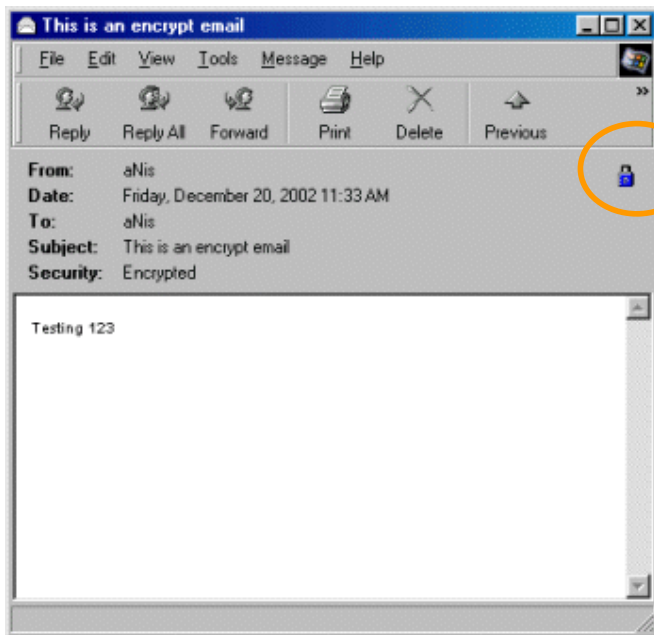 This is an encrypt email
File Edit View Tools Message Help
Reply Reply All Forward Print Delete Previous »
From: aNis
Date: Friday, December 20, 2002 11:33 AM
To: aNis
Subject: This is an encrypt email
Security: Encrypted
Testing 123